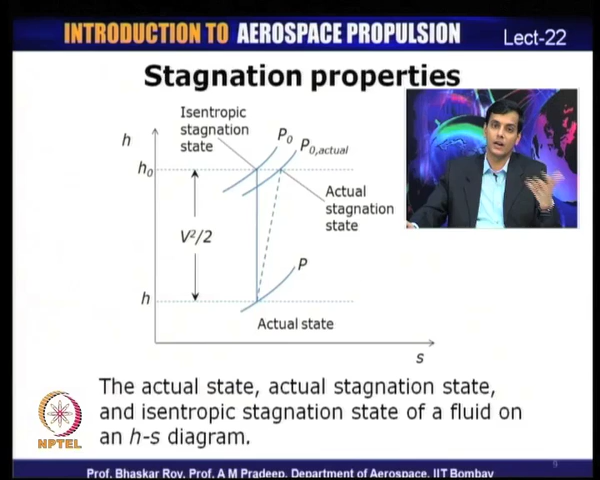 INTRODUCTION TO AEROSPACE PROPULSION
Lect-22
Stagnation properties
Isentropic
stagnation
state
P₀
P₀,actual
h
h₀
Actual
stagnation
state
V²/2
P
h
Actual state
s
The actual state, actual stagnation state,
and isentropic stagnation state of a fluid on
an h-s diagram.
NPTEL
9
Prof. Bhaskar Roy, Prof. A M Pradeep, Department of Aerospace, IIT Bombay